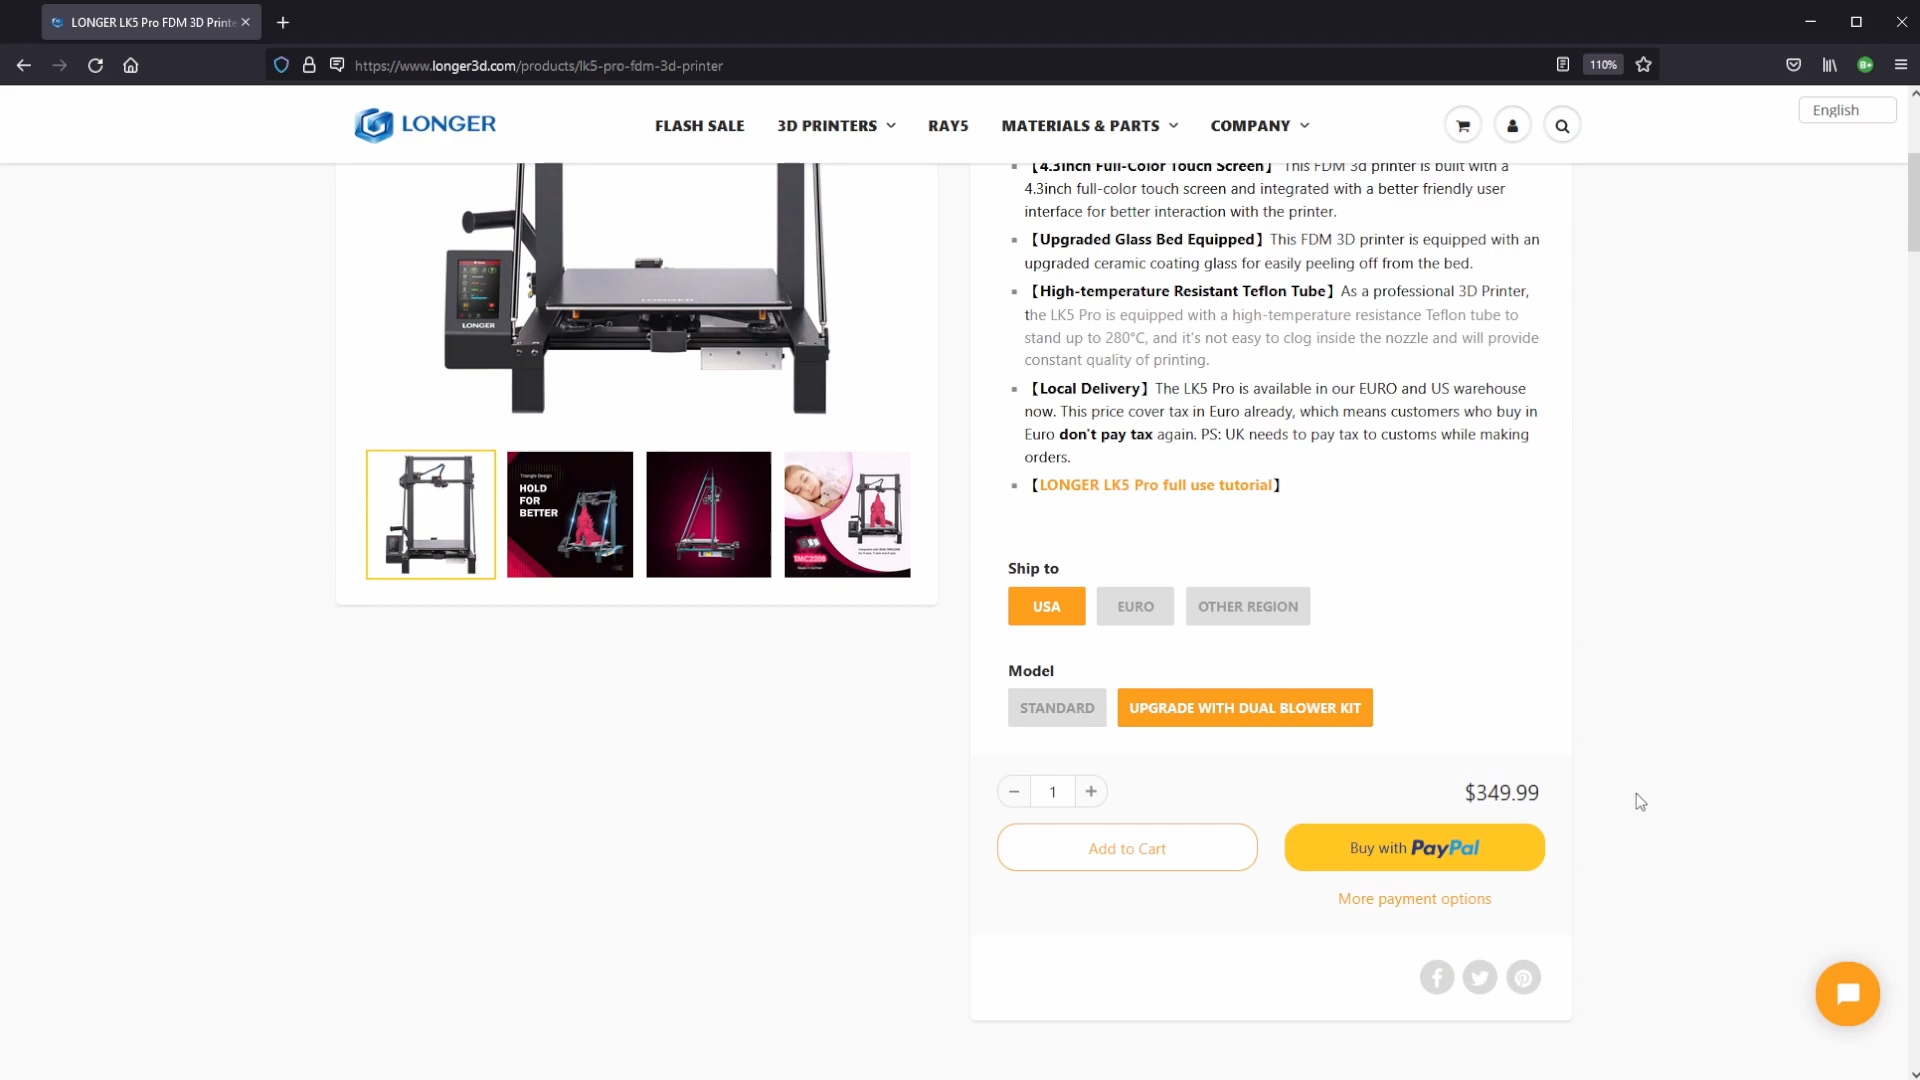 LONGER LK5 Pro FDM 3D Printe
https://www.longer3d.com/products/lk5-pro-fdm-3d-printer
110%
B+
LONGER
FLASH SALE
3D PRINTERS
RAY5
MATERIALS & PARTS
COMPANY
English
【4.3inch Full-Color Touch Screen】 This FDM 3d printer is built with a
4.3inch full-color touch screen and integrated with a better friendly user
interface for better interaction with the printer.
【Upgraded Glass Bed Equipped】This FDM 3D printer is equipped with an
upgraded ceramic coating glass for easily peeling off from the bed.
【High-temperature Resistant Teflon Tube】As a professional 3D Printer,
the LK5 Pro is equipped with a high-temperature resistance Teflon tube to
stand up to 280°C, and it's not easy to clog inside the nozzle and will provide
constant quality of printing.
【Local Delivery】The LK5 Pro is available in our EURO and US warehouse
now. This price cover tax in Euro already, which means customers who buy in
Euro don't pay tax again. PS: UK needs to pay tax to customs while making
orders.
【LONGER LK5 Pro full use tutorial】
LONGER
LONGER
Triangle Design
HOLD
FOR
BETTER
TMC2208
Ship to
USA
EURO
OTHER REGION
Model
STANDARD
UPGRADE WITH DUAL BLOWER KIT
1
$349.99
Add to Cart
Buy with PayPal
More payment options